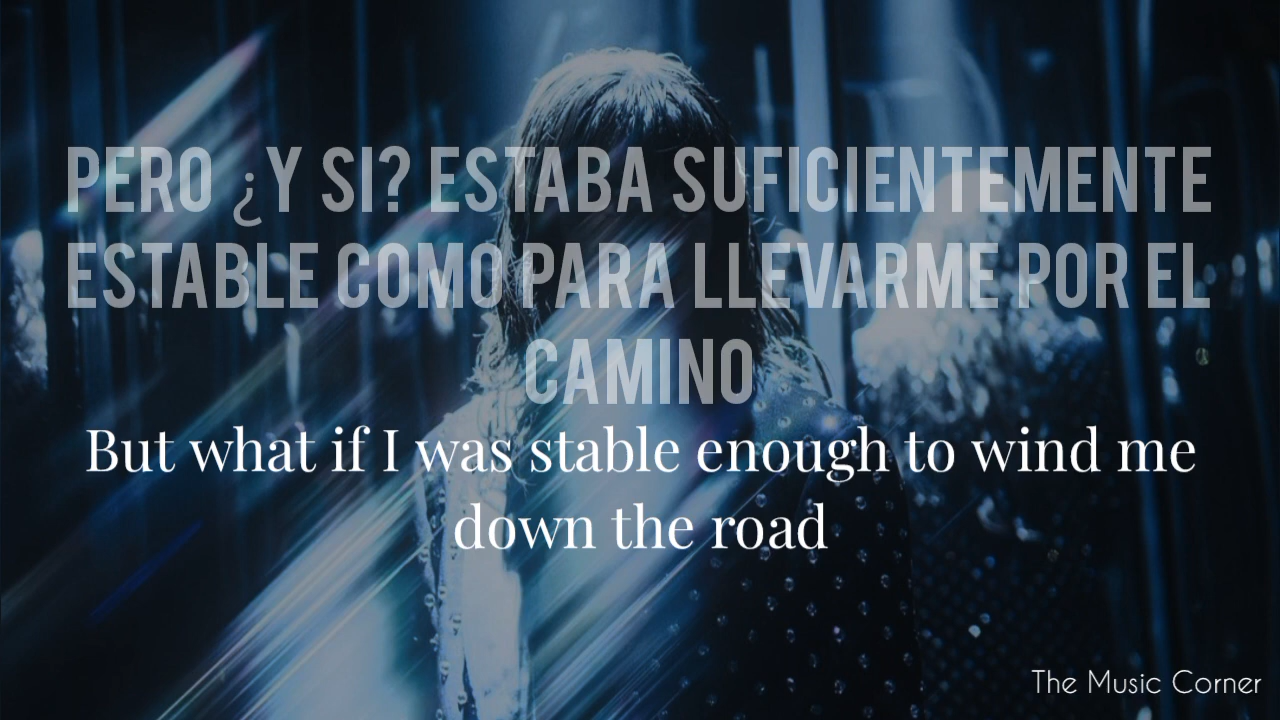 PERO ¿Y SI? ESTABA SUFICIENTEMENTE
ESTABLE COMO PARA LLEVARME POR EL
CAMINO
But what if I was stable enough to wind me
down the road
The Music Corner